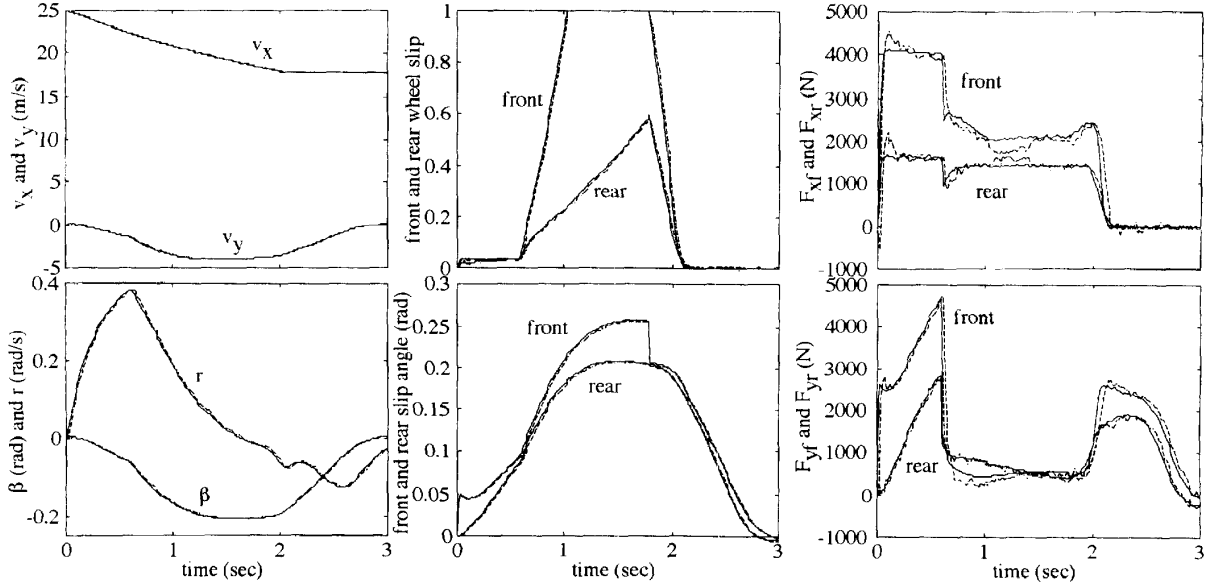 v_x and v_y (m/s)
25
20
15
10
5
0
-5
v_x
v_y
front and rear wheel slip
1
0.8
0.6
0.4
0.2
0
front
rear
F_xf and F_xr (N)
5000
4000
3000
2000
1000
0
-1000
front
rear
β (rad) and r (rad/s)
0.4
0.2
0
-0.2
r
β
0 1 2 3
time (sec)
front and rear slip angle (rad)
0.3
0.25
0.2
0.15
0.1
0.05
0
front
rear
0 1 2 3
time (sec)
F_yf and F_yr (N)
5000
4000
3000
2000
1000
0
-1000
front
rear
0 1 2 3
time (sec)